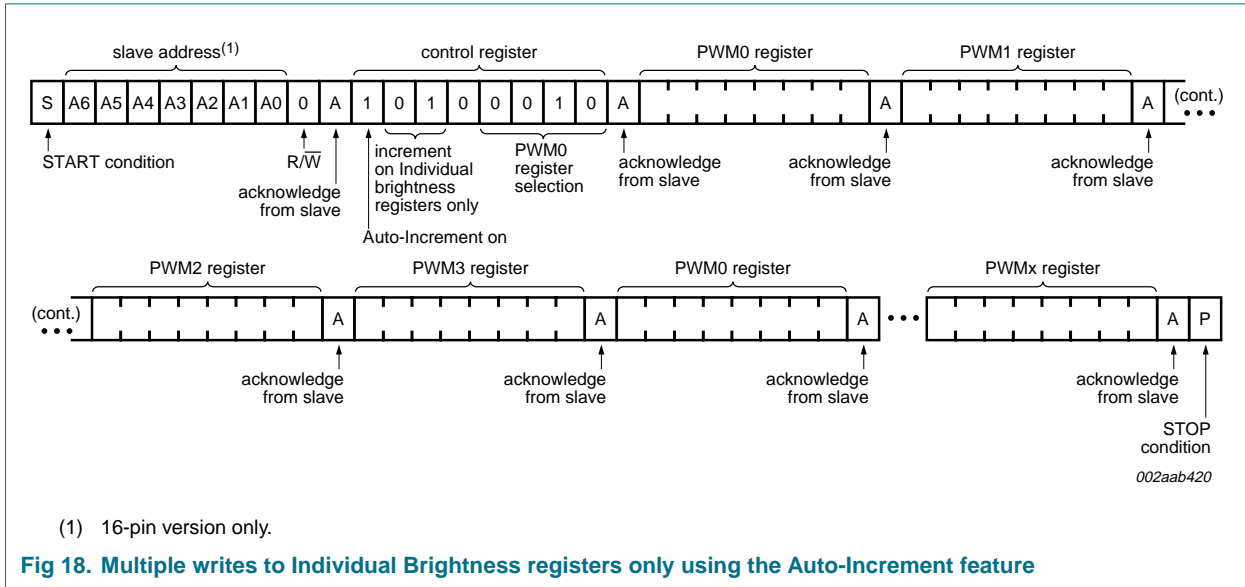 slave address(1) control register PWM0 register PWM1 register
S A6 A5 A4 A3 A2 A1 A0 0 A 1 0 1 0 0 0 1 0 A A A (cont.)
START condition R/W acknowledge from slave Auto-Increment on increment on Individual brightness registers only PWM0 register selection acknowledge from slave acknowledge from slave acknowledge from slave
PWM2 register PWM3 register PWM0 register PWMx register
(cont.) A A A A P
acknowledge from slave acknowledge from slave acknowledge from slave acknowledge from slave
STOP condition
002aab420
(1) 16-pin version only.
Fig 18. Multiple writes to Individual Brightness registers only using the Auto-Increment feature